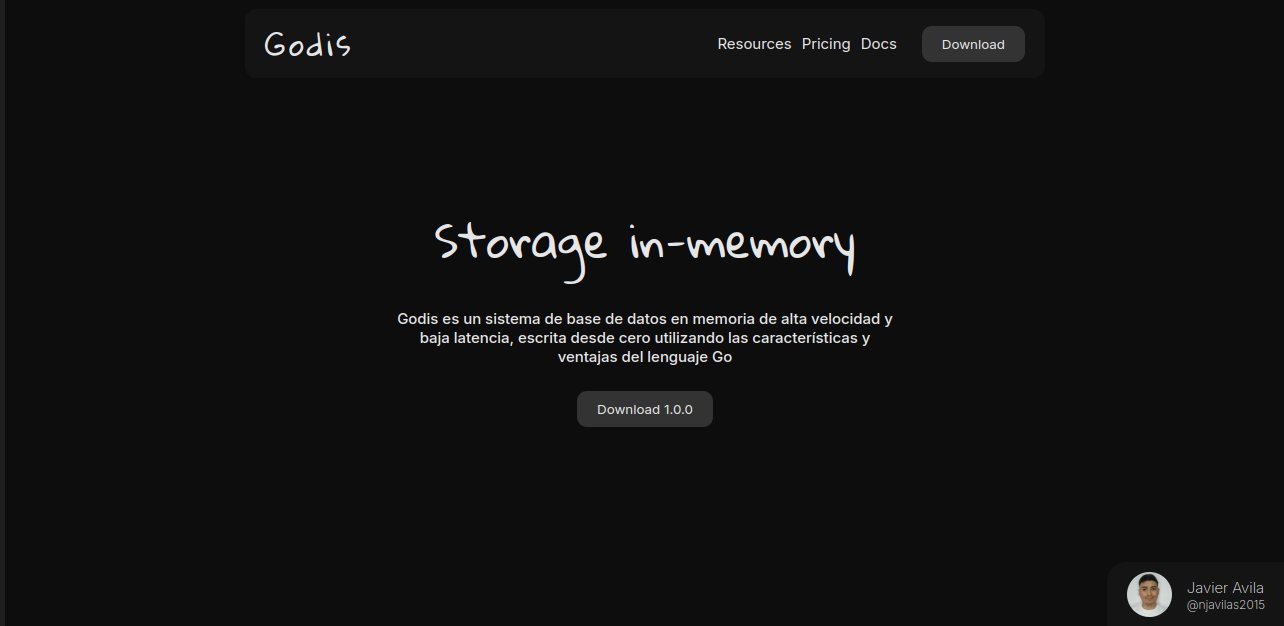 Godis
Resources Pricing Docs Download
Storage in-memory
Godis es un sistema de base de datos en memoria de alta velocidad y
baja latencia, escrita desde cero utilizando las características y
ventajas del lenguaje Go
Download 1.0.0
Javier Avila
@njavilas2015